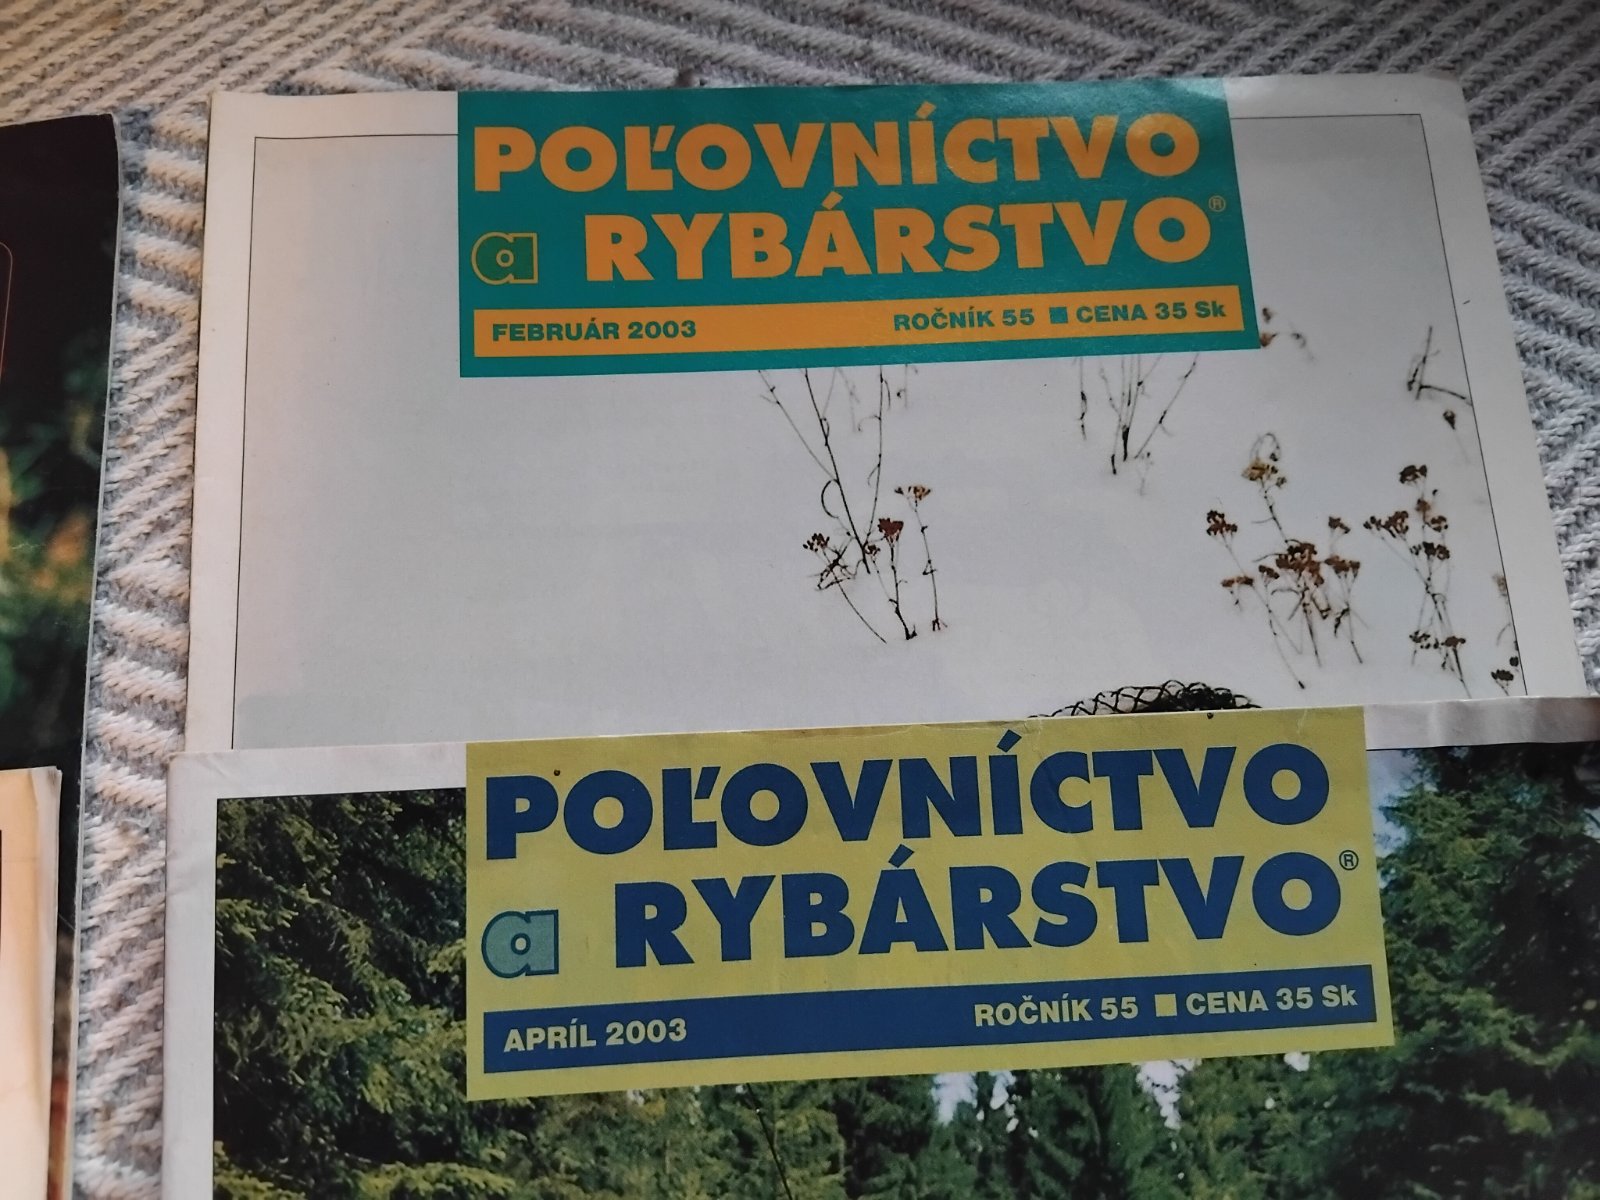 POĽOVNÍCTVO
a RYBÁRSTVO®
FEBRUÁR 2003 ROČNÍK 55 ■ CENA 35 Sk
POĽOVNÍCTVO
a RYBÁRSTVO®
APRÍL 2003 ROČNÍK 55 ■ CENA 35 Sk